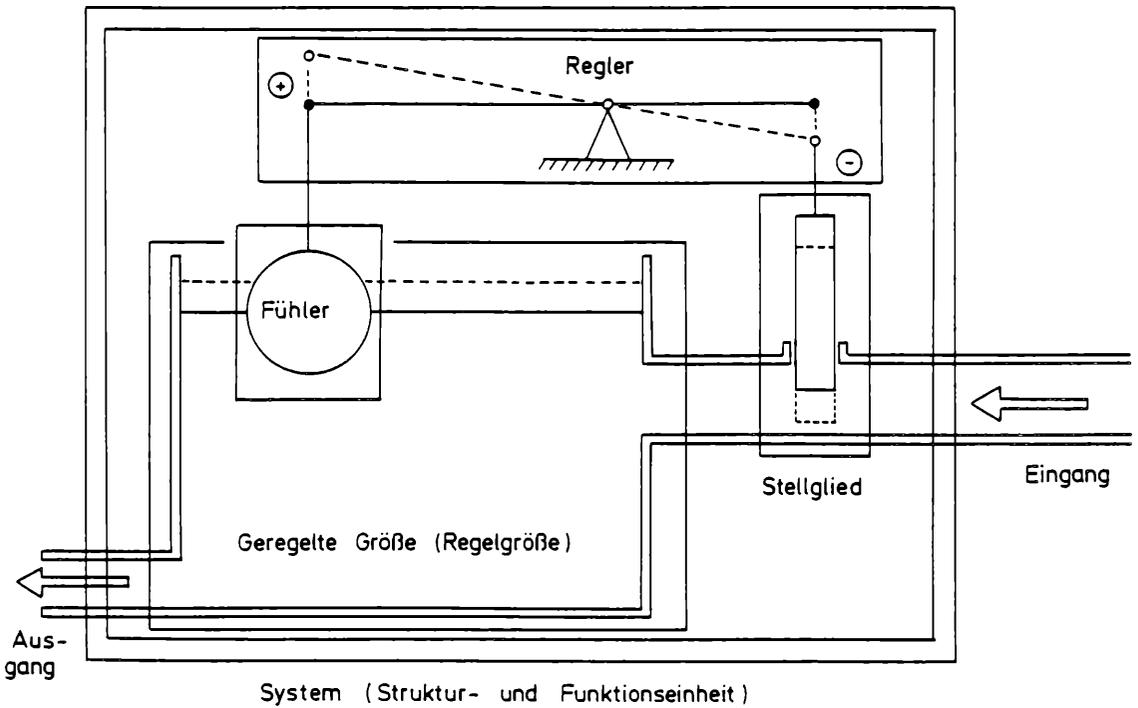 Regler
+
-
Fühler
Stellglied
Eingang
Geregelte Größe (Regelgröße)
Aus-
gang
System (Struktur- und Funktionseinheit)